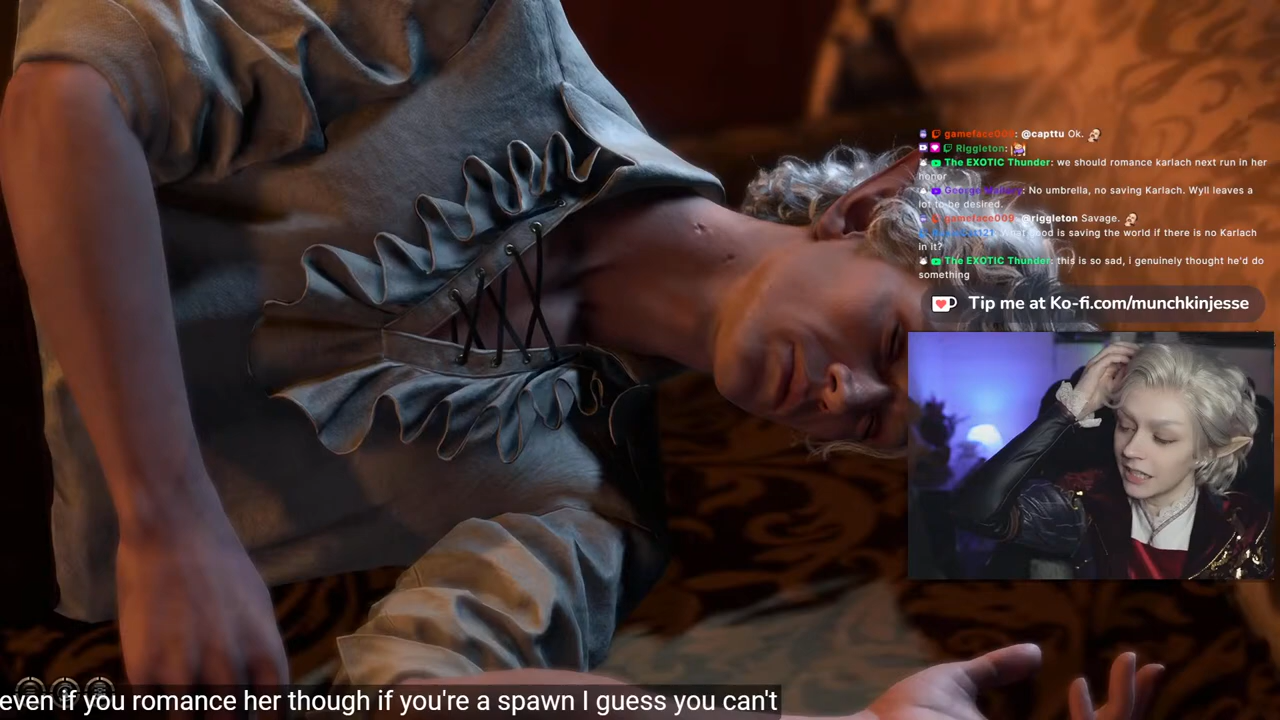 gameface009: @capttu Ok.
Riggleton:
The EXOTIC Thunder: we should romance karlach next run in her
honor
No umbrella, no saving Karlach. Wyll leaves a
lot to be desired.
gameface009: @riggleton Savage.
good is saving the world if there is no Karlach
in it?
The EXOTIC Thunder: this is so sad, i genuinely thought he'd do
something
Tip me at Ko-fi.com/munchkinjesse
even if you romance her though if you're a spawn I guess you can't